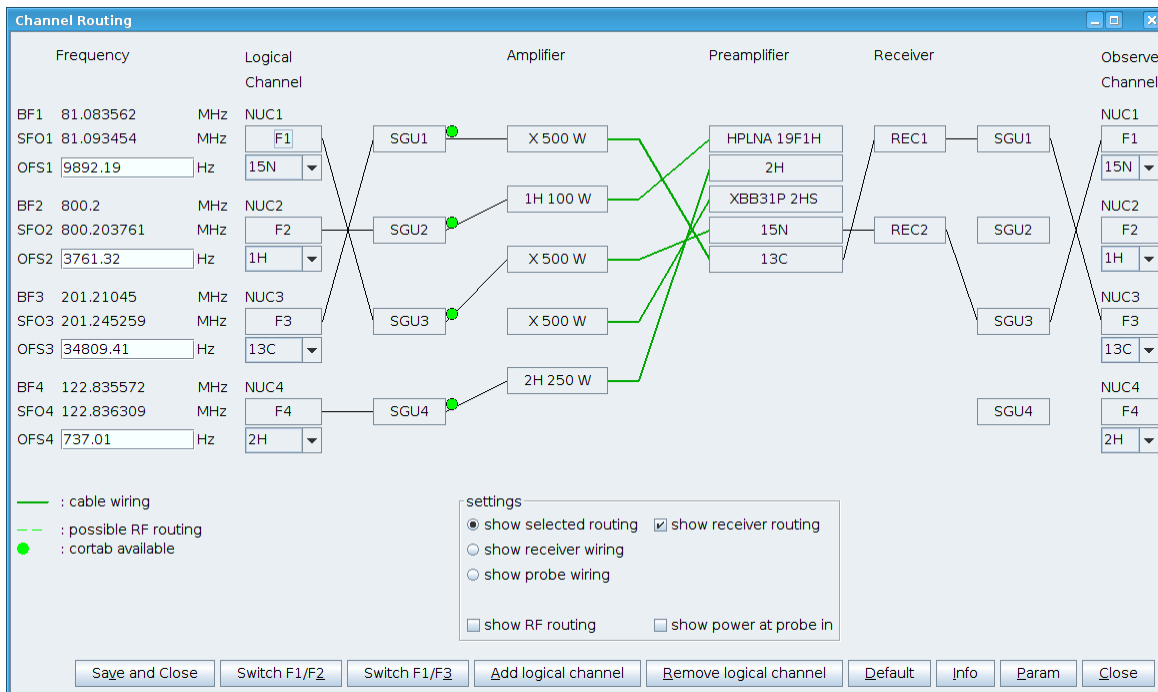 Channel Routing
Frequency Logical Channel Amplifier Preamplifier Receiver Observe Channel
BF1 81.083562 MHz NUC1 NUC1
SFO1 81.093454 MHz F1 SGU1 X 500 W HPLNA 19F1H REC1 SGU1 F1
OFS1 9892.19 Hz 15N 2H 15N
1H 100 W XBB31P 2HS
BF2 800.2 MHz NUC2 NUC2
SFO2 800.203761 MHz F2 SGU2 15N REC2 SGU2 F2
OFS2 3761.32 Hz 1H X 500 W 13C 1H
BF3 201.21045 MHz NUC3 NUC3
SFO3 201.245259 MHz F3 SGU3 X 500 W SGU3 F3
OFS3 34809.41 Hz 13C 13C
2H 250 W
BF4 122.835572 MHz NUC4 NUC4
SFO4 122.836309 MHz F4 SGU4 SGU4 F4
OFS4 737.01 Hz 2H 2H
: cable wiring
: possible RF routing
: cortab available
settings
show selected routing show receiver routing
show receiver wiring
show probe wiring
show RF routing show power at probe in
Save and Close Switch F1/F2 Switch F1/F3 Add logical channel Remove logical channel Default Info Param Close